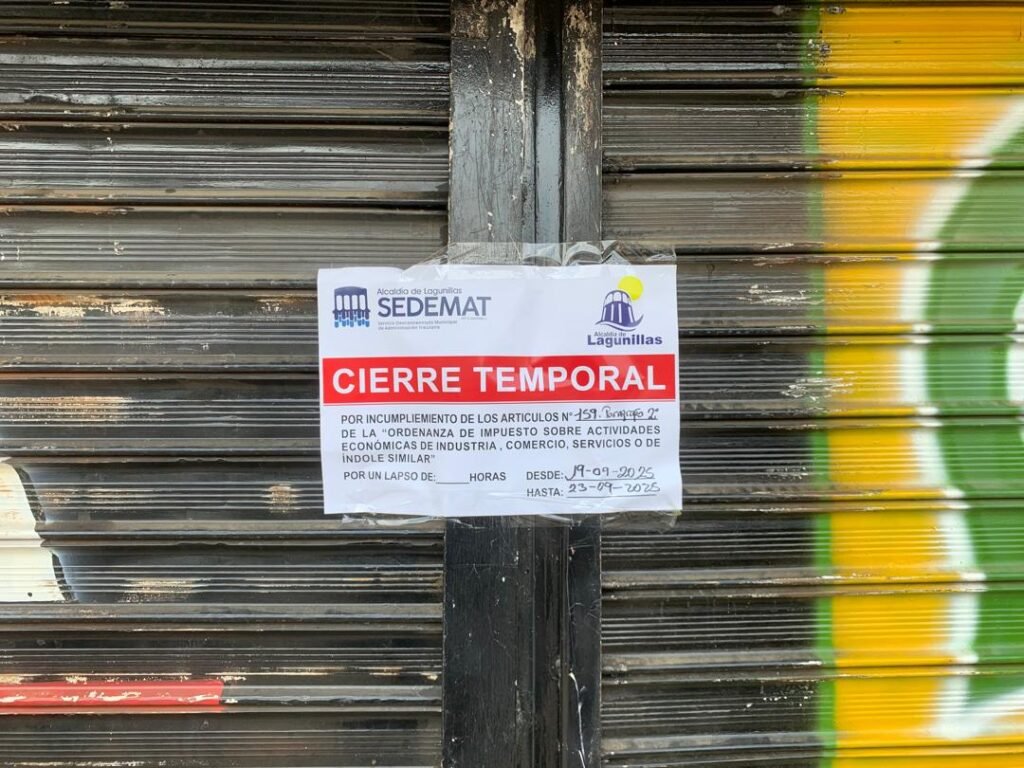 Alcaldía de Lagunillas
SEDEMAT
Servicio Desconcentrado Municipal
de Administración Tributaria
Alcaldía de
Lagunillas
CIERRE TEMPORAL
POR INCUMPLIEMIENTO DE LOS ARTICULOS N° 159. Parágrafo 2°
DE LA "ORDENANZA DE IMPUESTO SOBRE ACTIVIDADES
ECONÓMICAS DE INDUSTRIA , COMERCIO, SERVICIOS O DE
ÍNDOLE SIMILAR"
POR UN LAPSO DE:_____HORAS DESDE: 19-09-2025
HASTA: 23-09-2025